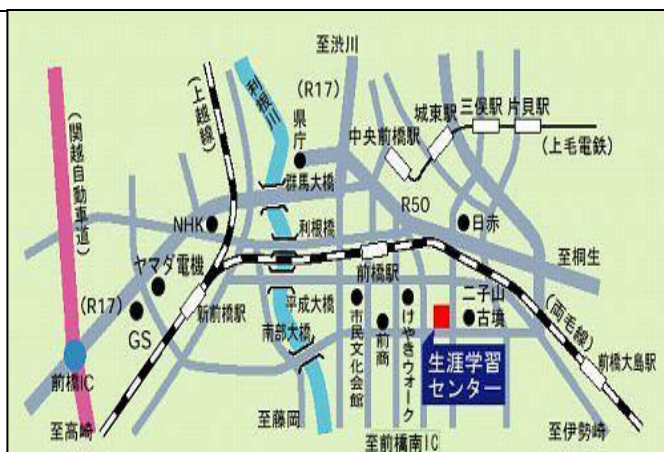 至渋川
(R17)
(上越線)
利根川
県庁
城東駅
三俣駅
片貝駅
中央前橋駅
(上毛電鉄)
(関越自動車道)
群馬大橋
R50
NHK
利根橋
日赤
至桐生
ヤマダ電機
前橋駅
(R17)
GS
新前橋駅
平成大橋
南部大橋
市民文化会館
前商
けやきウォーク
二子山
古墳
(両毛線)
生涯学習
センター
前橋IC
前橋大島駅
至高崎
至藤岡
至前橋南IC
至伊勢崎